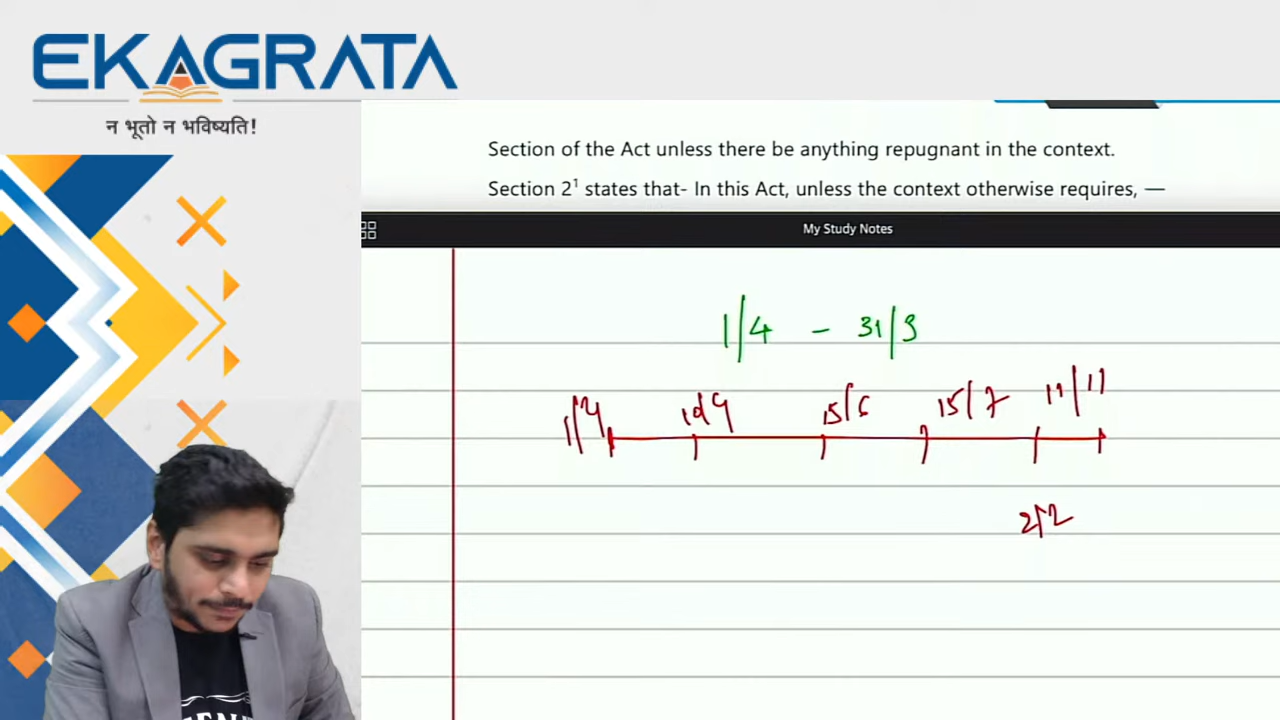 EKAGRATA
न भूतो न भविष्यति!
Section of the Act unless there be anything repugnant in the context.
Section 2¹ states that- In this Act, unless the context otherwise requires, —
My Study Notes
1/4 - 31/3
1/4 15/6 15/7 11/11
2/2